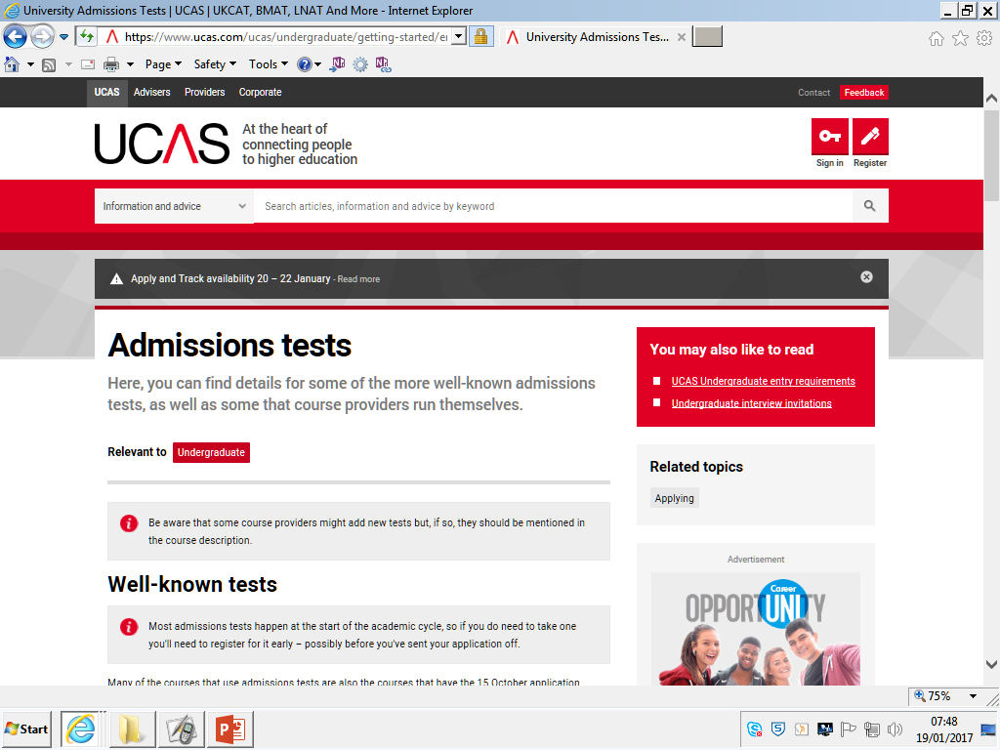 University Admissions Tests | UCAS | UKCAT, BMAT, LNAT And More - Internet Explorer
https://www.ucas.com/ucas/undergraduate/getting-started/er
University Admissions Tes...
Page Safety Tools
UCAS Advisers Providers Corporate Contact Feedback
UCAS
At the heart of
connecting people
to higher education
Sign in Register
Information and advice Search articles, information and advice by keyword
Apply and Track availability 20 – 22 January - Read more
Admissions tests
Here, you can find details for some of the more well-known admissions
tests, as well as some that course providers run themselves.
Relevant to Undergraduate
Be aware that some course providers might add new tests but, if so, they should be mentioned in
the course description.
Well-known tests
Most admissions tests happen at the start of the academic cycle, so if you do need to take one
you'll need to register for it early – possibly before you've sent your application off.
Many of the courses that use admissions tests are also the courses that have the 15 October application
You may also like to read
UCAS Undergraduate entry requirements
Undergraduate interview invitations
Related topics
Applying
Advertisement
Career
OPPORTUNITY
75%
Start
07:48
19/01/2017